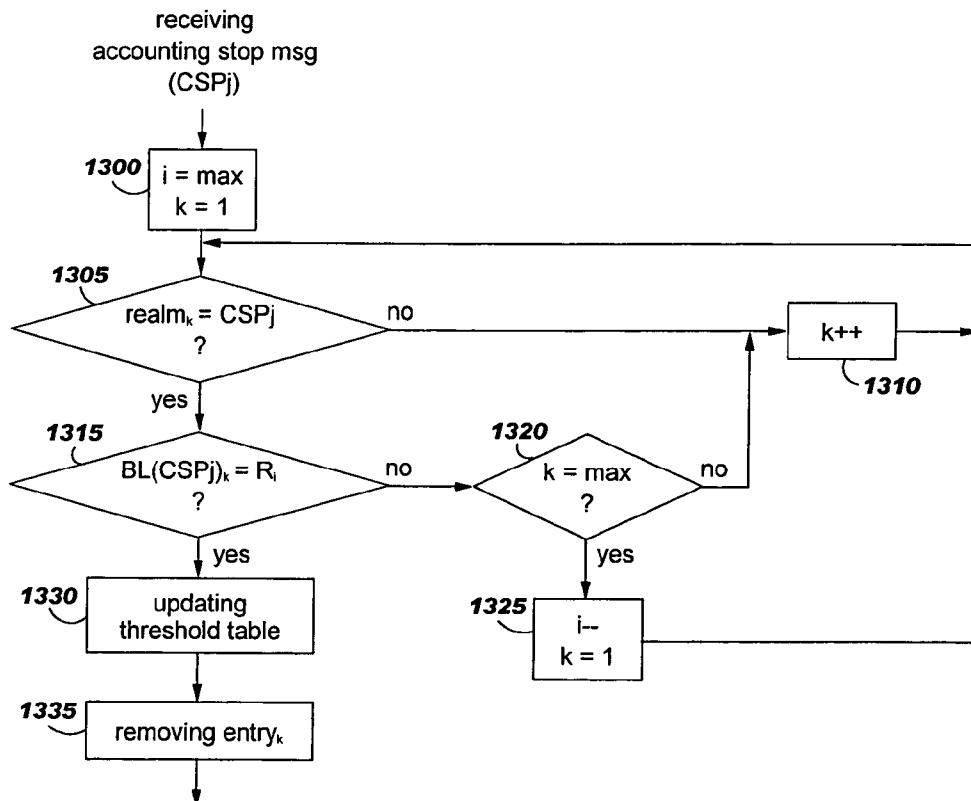 receiving
accounting stop msg
(CSPj)
1300
i = max
k = 1
1305
realmₖ = CSPj
?
no
k++
1310
yes
1315
BL(CSPj)ₖ = Rᵢ
?
no
1320
k = max
?
no
yes
yes
1330
updating
threshold table
1325
i--
k = 1
1335
removing entryₖ